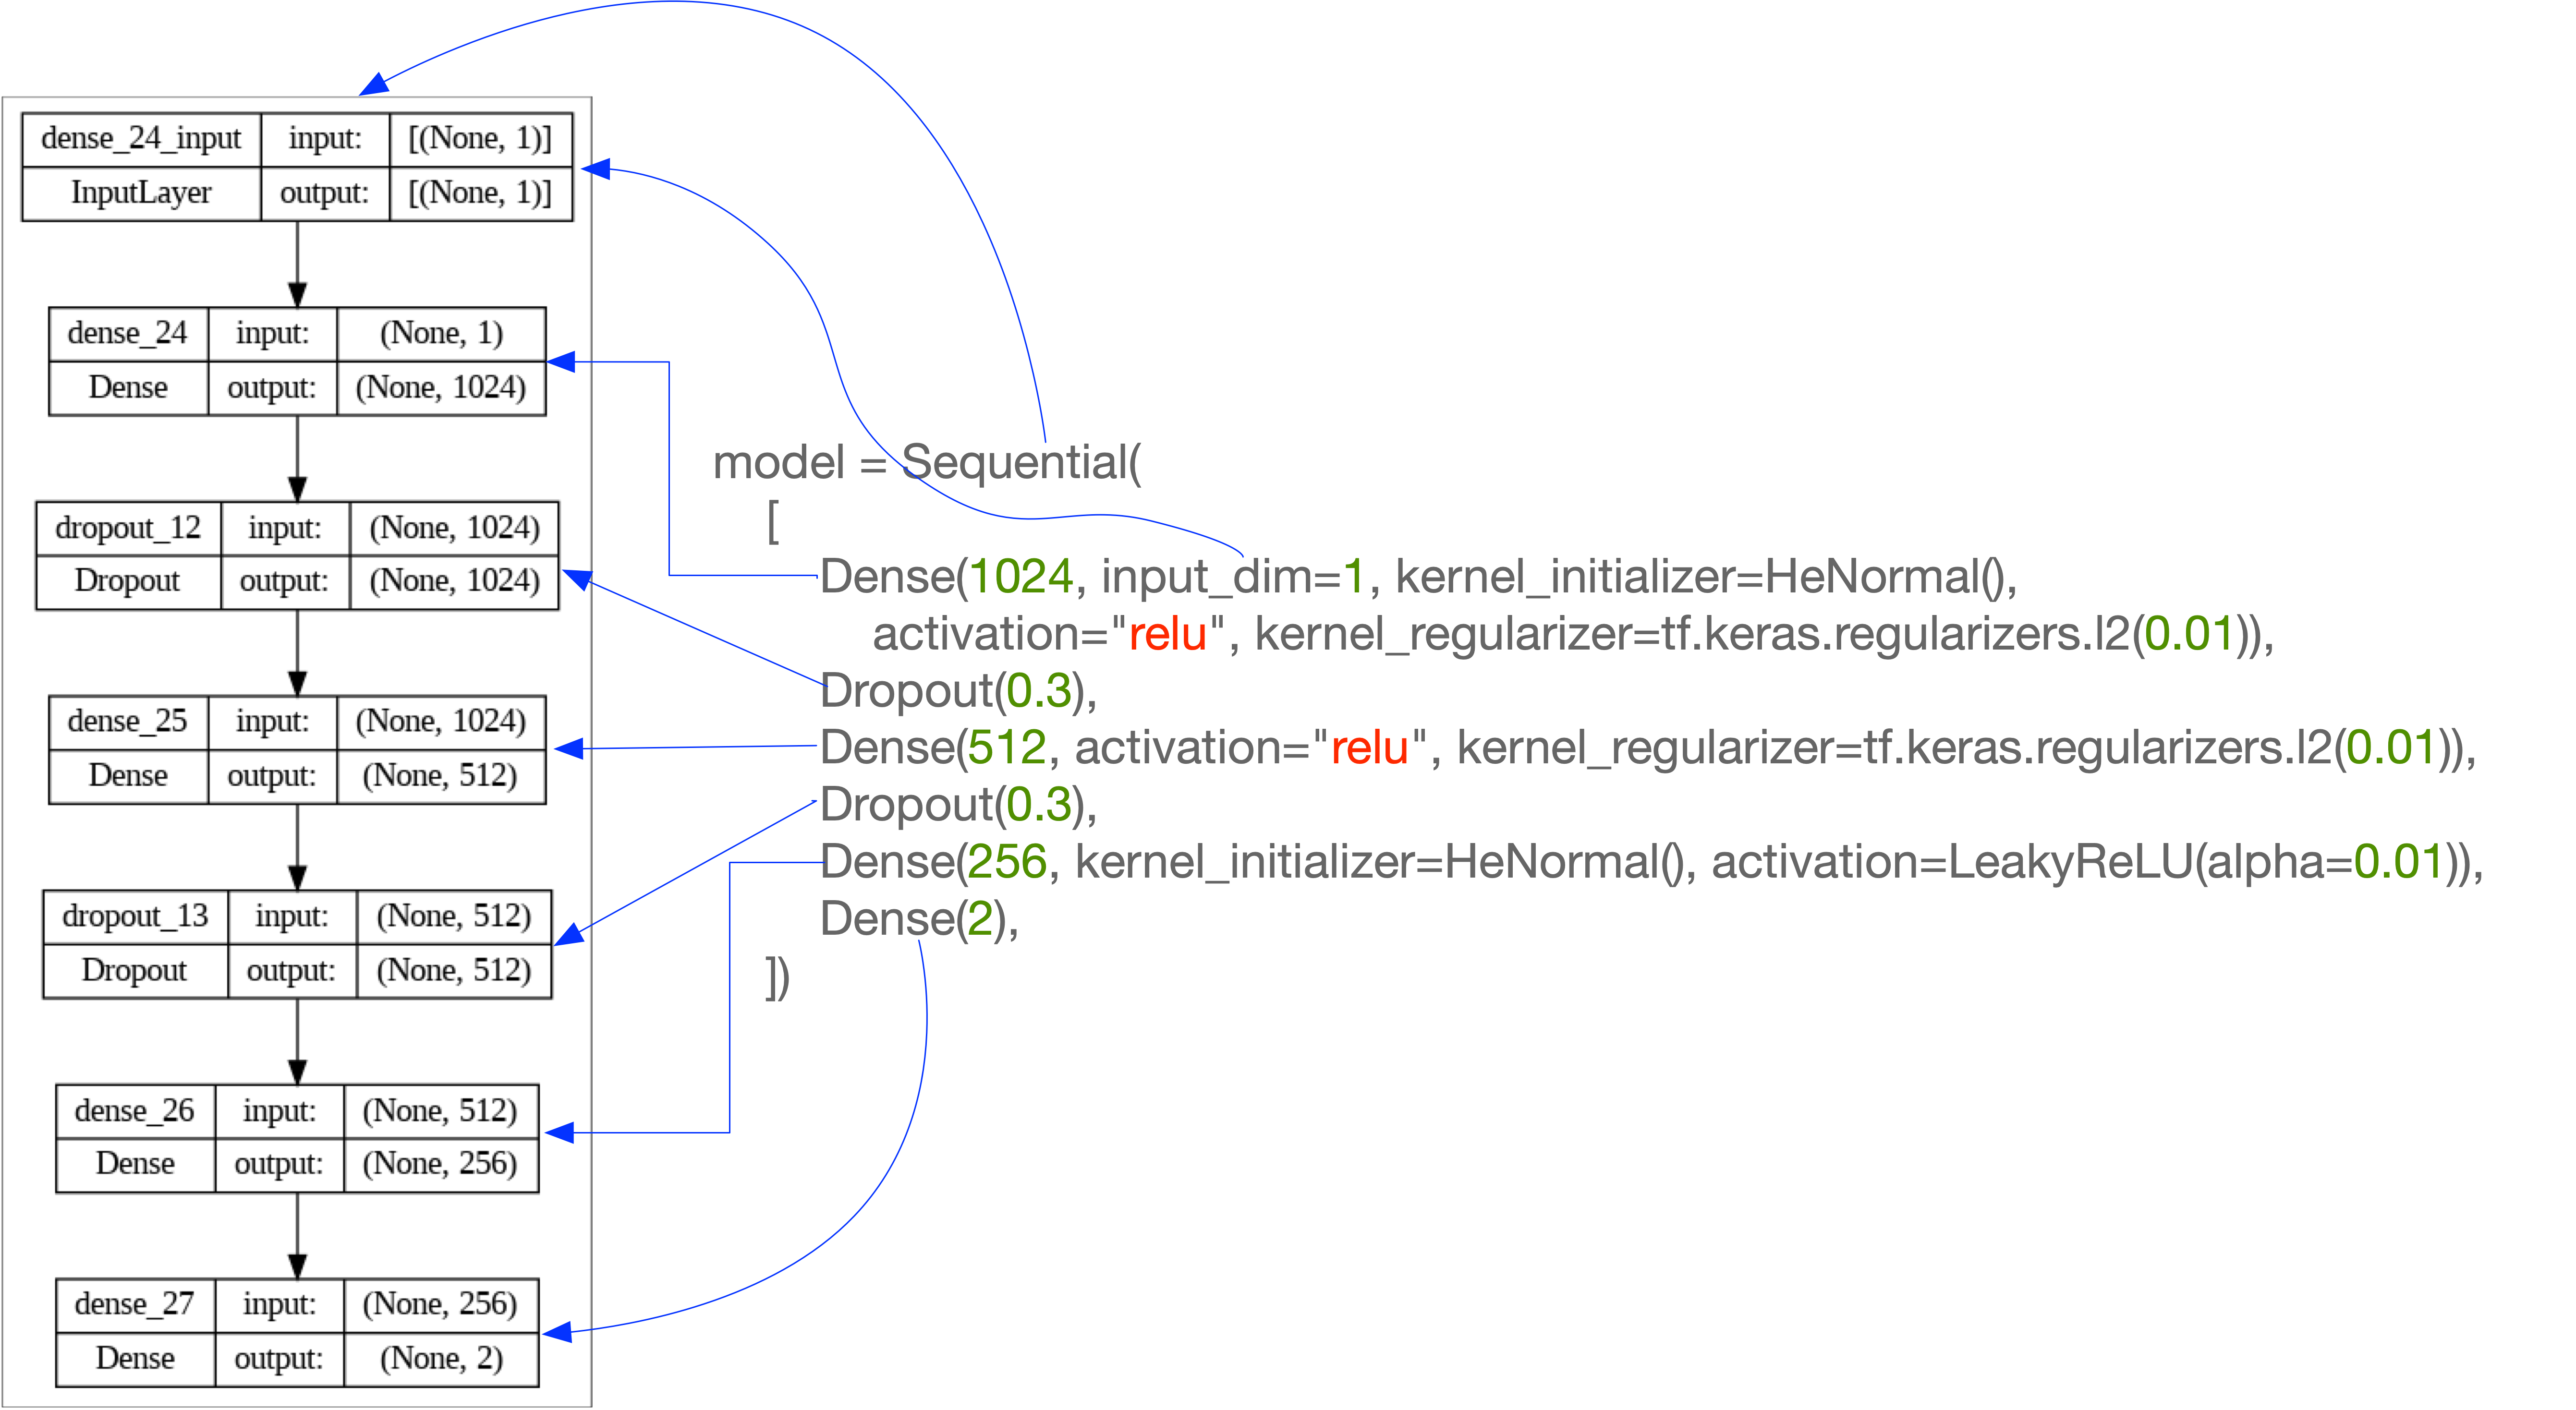 dense_24_input input: [(None, 1)]
InputLayer output: [(None, 1)]
dense_24 input: (None, 1)
Dense output: (None, 1024)
dropout_12 input: (None, 1024)
Dropout output: (None, 1024)
dense_25 input: (None, 1024)
Dense output: (None, 512)
dropout_13 input: (None, 512)
Dropout output: (None, 512)
dense_26 input: (None, 512)
Dense output: (None, 256)
dense_27 input: (None, 256)
Dense output: (None, 2)
model = Sequential(
[
Dense(1024, input_dim=1, kernel_initializer=HeNormal(),
activation="relu", kernel_regularizer=tf.keras.regularizers.l2(0.01)),
Dropout(0.3),
Dense(512, activation="relu", kernel_regularizer=tf.keras.regularizers.l2(0.01)),
Dropout(0.3),
Dense(256, kernel_initializer=HeNormal(), activation=LeakyReLU(alpha=0.01)),
Dense(2),
])